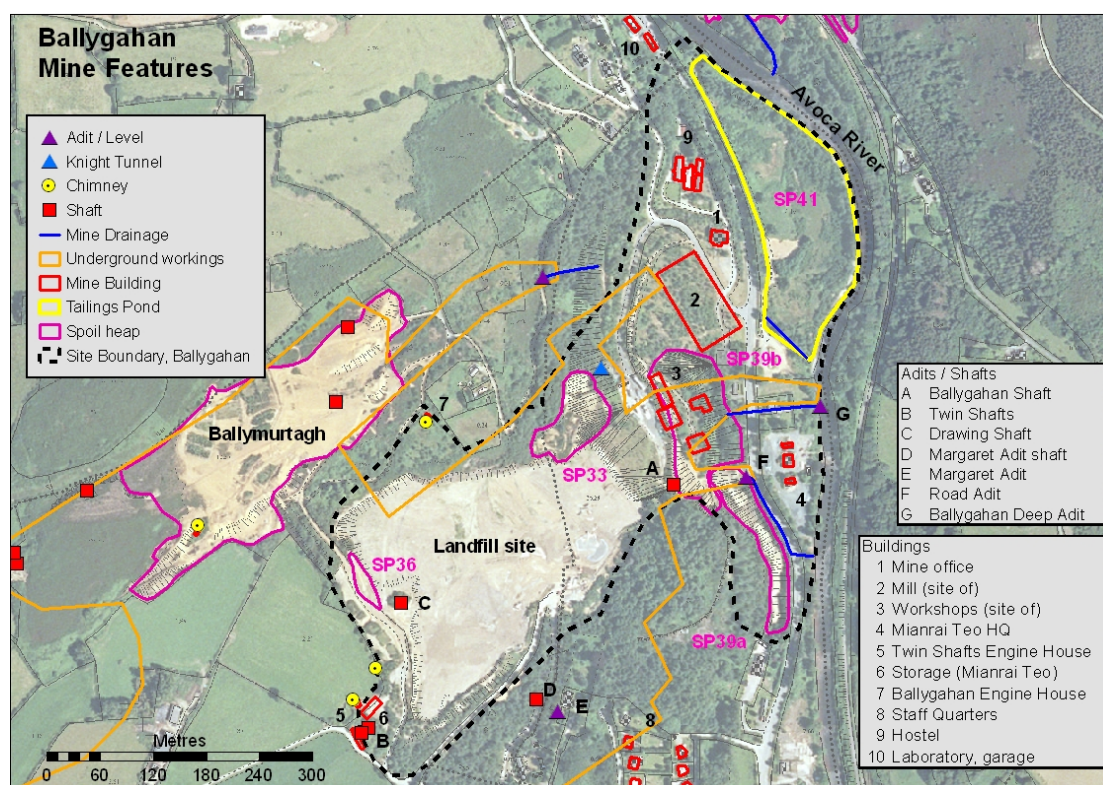 Ballygahan
Mine Features
Adit / Level
Knight Tunnel
Chimney
Shaft
Mine Drainage
Underground workings
Mine Building
Tailings Pond
Spoil heap
Site Boundary, Ballygahan
10
9
Avoca River
SP41
1
2
SP39b
3
7
Ballymurtagh
SP33
A
F
G
4
Landfill site
SP36
C
SP39a
D
E
5
6
B
8
Metres
0 60 120 180 240 300
Adits / Shafts
A Ballygahan Shaft
B Twin Shafts
C Drawing Shaft
D Margaret Adit shaft
E Margaret Adit
F Road Adit
G Ballygahan Deep Adit
Buildings
1 Mine office
2 Mill (site of)
3 Workshops (site of)
4 Mianrai Teo HQ
5 Twin Shafts Engine House
6 Storage (Mianrai Teo)
7 Ballygahan Engine House
8 Staff Quarters
9 Hostel
10 Laboratory, garage